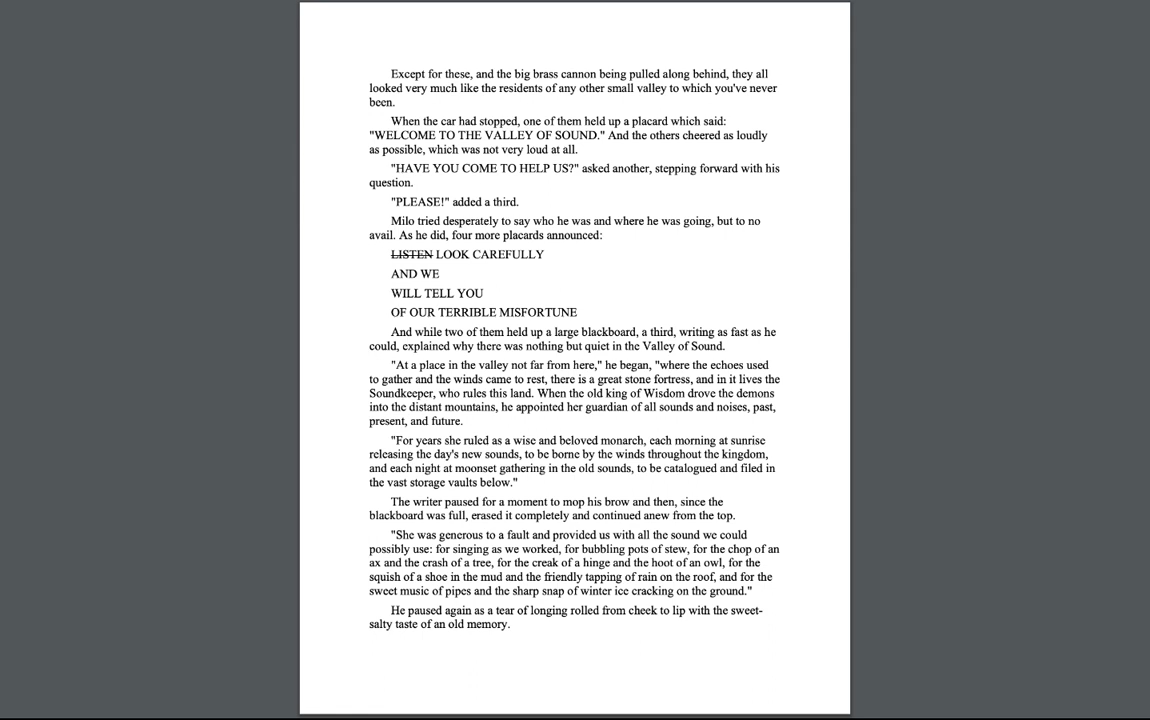 Except for these, and the big brass cannon being pulled along behind, they all
looked very much like the residents of any other small valley to which you've never
been.
When the car had stopped, one of them held up a placard which said:
"WELCOME TO THE VALLEY OF SOUND." And the others cheered as loudly
as possible, which was not very loud at all.
"HAVE YOU COME TO HELP US?" asked another, stepping forward with his
question.
"PLEASE!" added a third.
Milo tried desperately to say who he was and where he was going, but to no
avail. As he did, four more placards announced:
LISTEN LOOK CAREFULLY
AND WE
WILL TELL YOU
OF OUR TERRIBLE MISFORTUNE
And while two of them held up a large blackboard, a third, writing as fast as he
could, explained why there was nothing but quiet in the Valley of Sound.
"At a place in the valley not far from here," he began, "where the echoes used
to gather and the winds came to rest, there is a great stone fortress, and in it lives the
Soundkeeper, who rules this land. When the old king of Wisdom drove the demons
into the distant mountains, he appointed her guardian of all sounds and noises, past,
present, and future.
"For years she ruled as a wise and beloved monarch, each morning at sunrise
releasing the day's new sounds, to be borne by the winds throughout the kingdom,
and each night at moonset gathering in the old sounds, to be catalogued and filed in
the vast storage vaults below."
The writer paused for a moment to mop his brow and then, since the
blackboard was full, erased it completely and continued anew from the top.
"She was generous to a fault and provided us with all the sound we could
possibly use: for singing as we worked, for bubbling pots of stew, for the chop of an
ax and the crash of a tree, for the creak of a hinge and the hoot of an owl, for the
squish of a shoe in the mud and the friendly tapping of rain on the roof, and for the
sweet music of pipes and the sharp snap of winter ice cracking on the ground."
He paused again as a tear of longing rolled from cheek to lip with the sweet-
salty taste of an old memory.